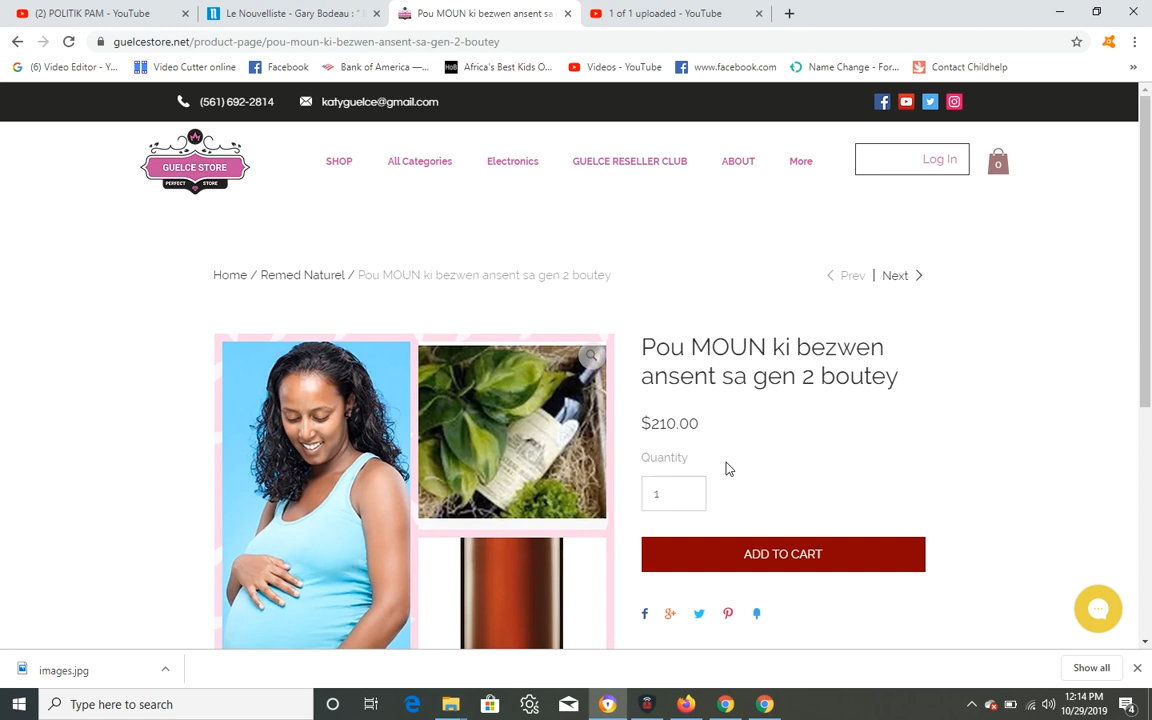 (2) POLITIK PAM - YouTube
Le Nouvelliste - Gary Bodeau : "
Pou MOUN ki bezwen ansent sa
1 of 1 uploaded - YouTube
guelcestore.net/product-page/pou-moun-ki-bezwen-ansent-sa-gen-2-boutey
(6) Video Editor - Y...
Video Cutter online
Facebook
Bank of America —...
HoB
Africa's Best Kids O...
Videos - YouTube
www.facebook.com
Name Change - For...
Contact Childhelp
»
(561) 692-2814
katyguelce@gmail.com
GUELCE STORE
PERFECT STORE
SHOP
All Categories
Electronics
GUELCE RESELLER CLUB
ABOUT
More
Log In
0
Home / Remed Naturel / Pou MOUN ki bezwen ansent sa gen 2 boutey
Prev | Next
Pou MOUN ki bezwen
ansent sa gen 2 boutey
$210.00
Quantity
1
ADD TO CART
images.jpg
Show all
Type here to search
12:14 PM
10/29/2019
4